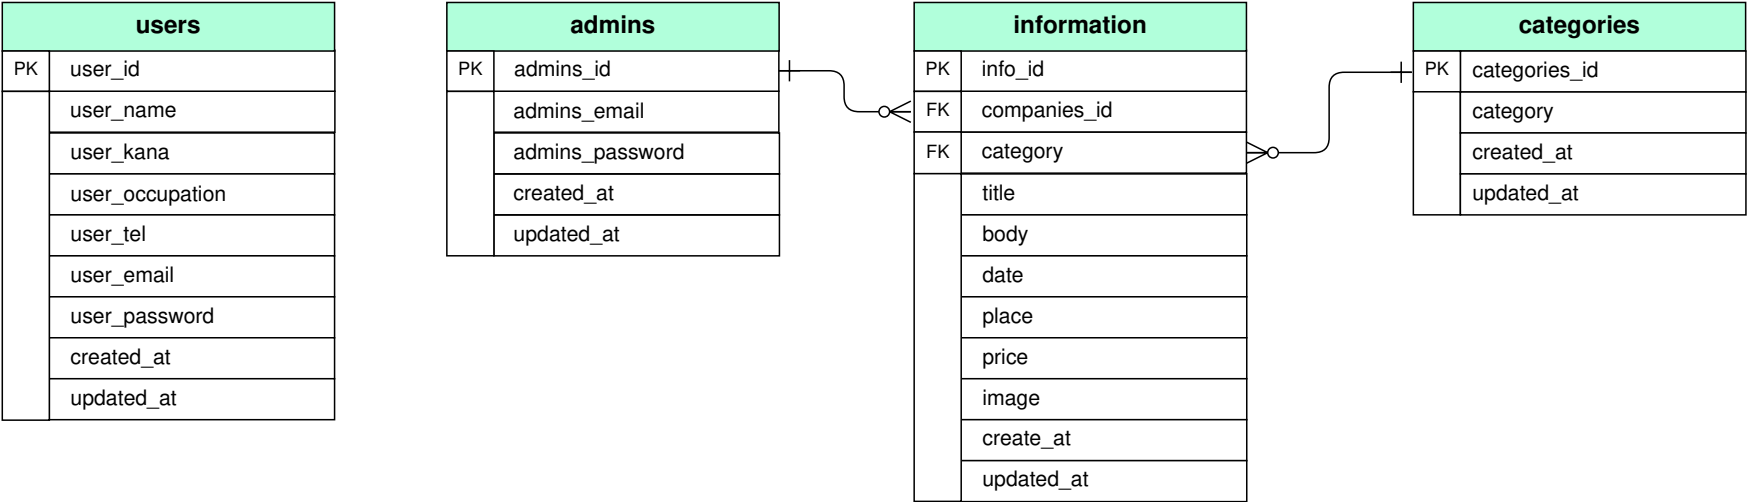 users
PK user_id
user_name
user_kana
user_occupation
user_tel
user_email
user_password
created_at
updated_at
admins
PK admins_id
admins_email
admins_password
created_at
updated_at
information
PK info_id
FK companies_id
FK category
title
body
date
place
price
image
create_at
updated_at
categories
PK categories_id
category
created_at
updated_at